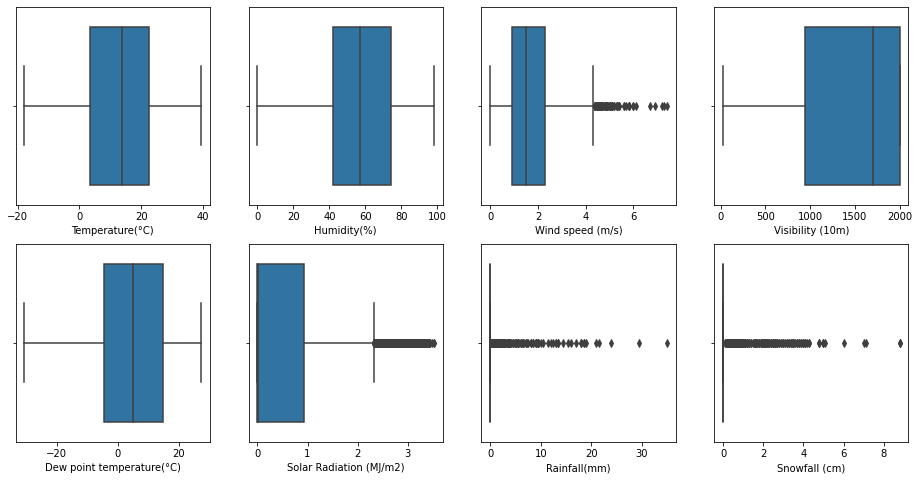 −20 0 20 40
Temperature(°C)
0 20 40 60 80 100
Humidity(%)
0 2 4 6
Wind speed (m/s)
0 500 1000 1500 2000
Visibility (10m)
−20 0 20
Dew point temperature(°C)
0 1 2 3
Solar Radiation (MJ/m2)
0 10 20 30
Rainfall(mm)
0 2 4 6 8
Snowfall (cm)